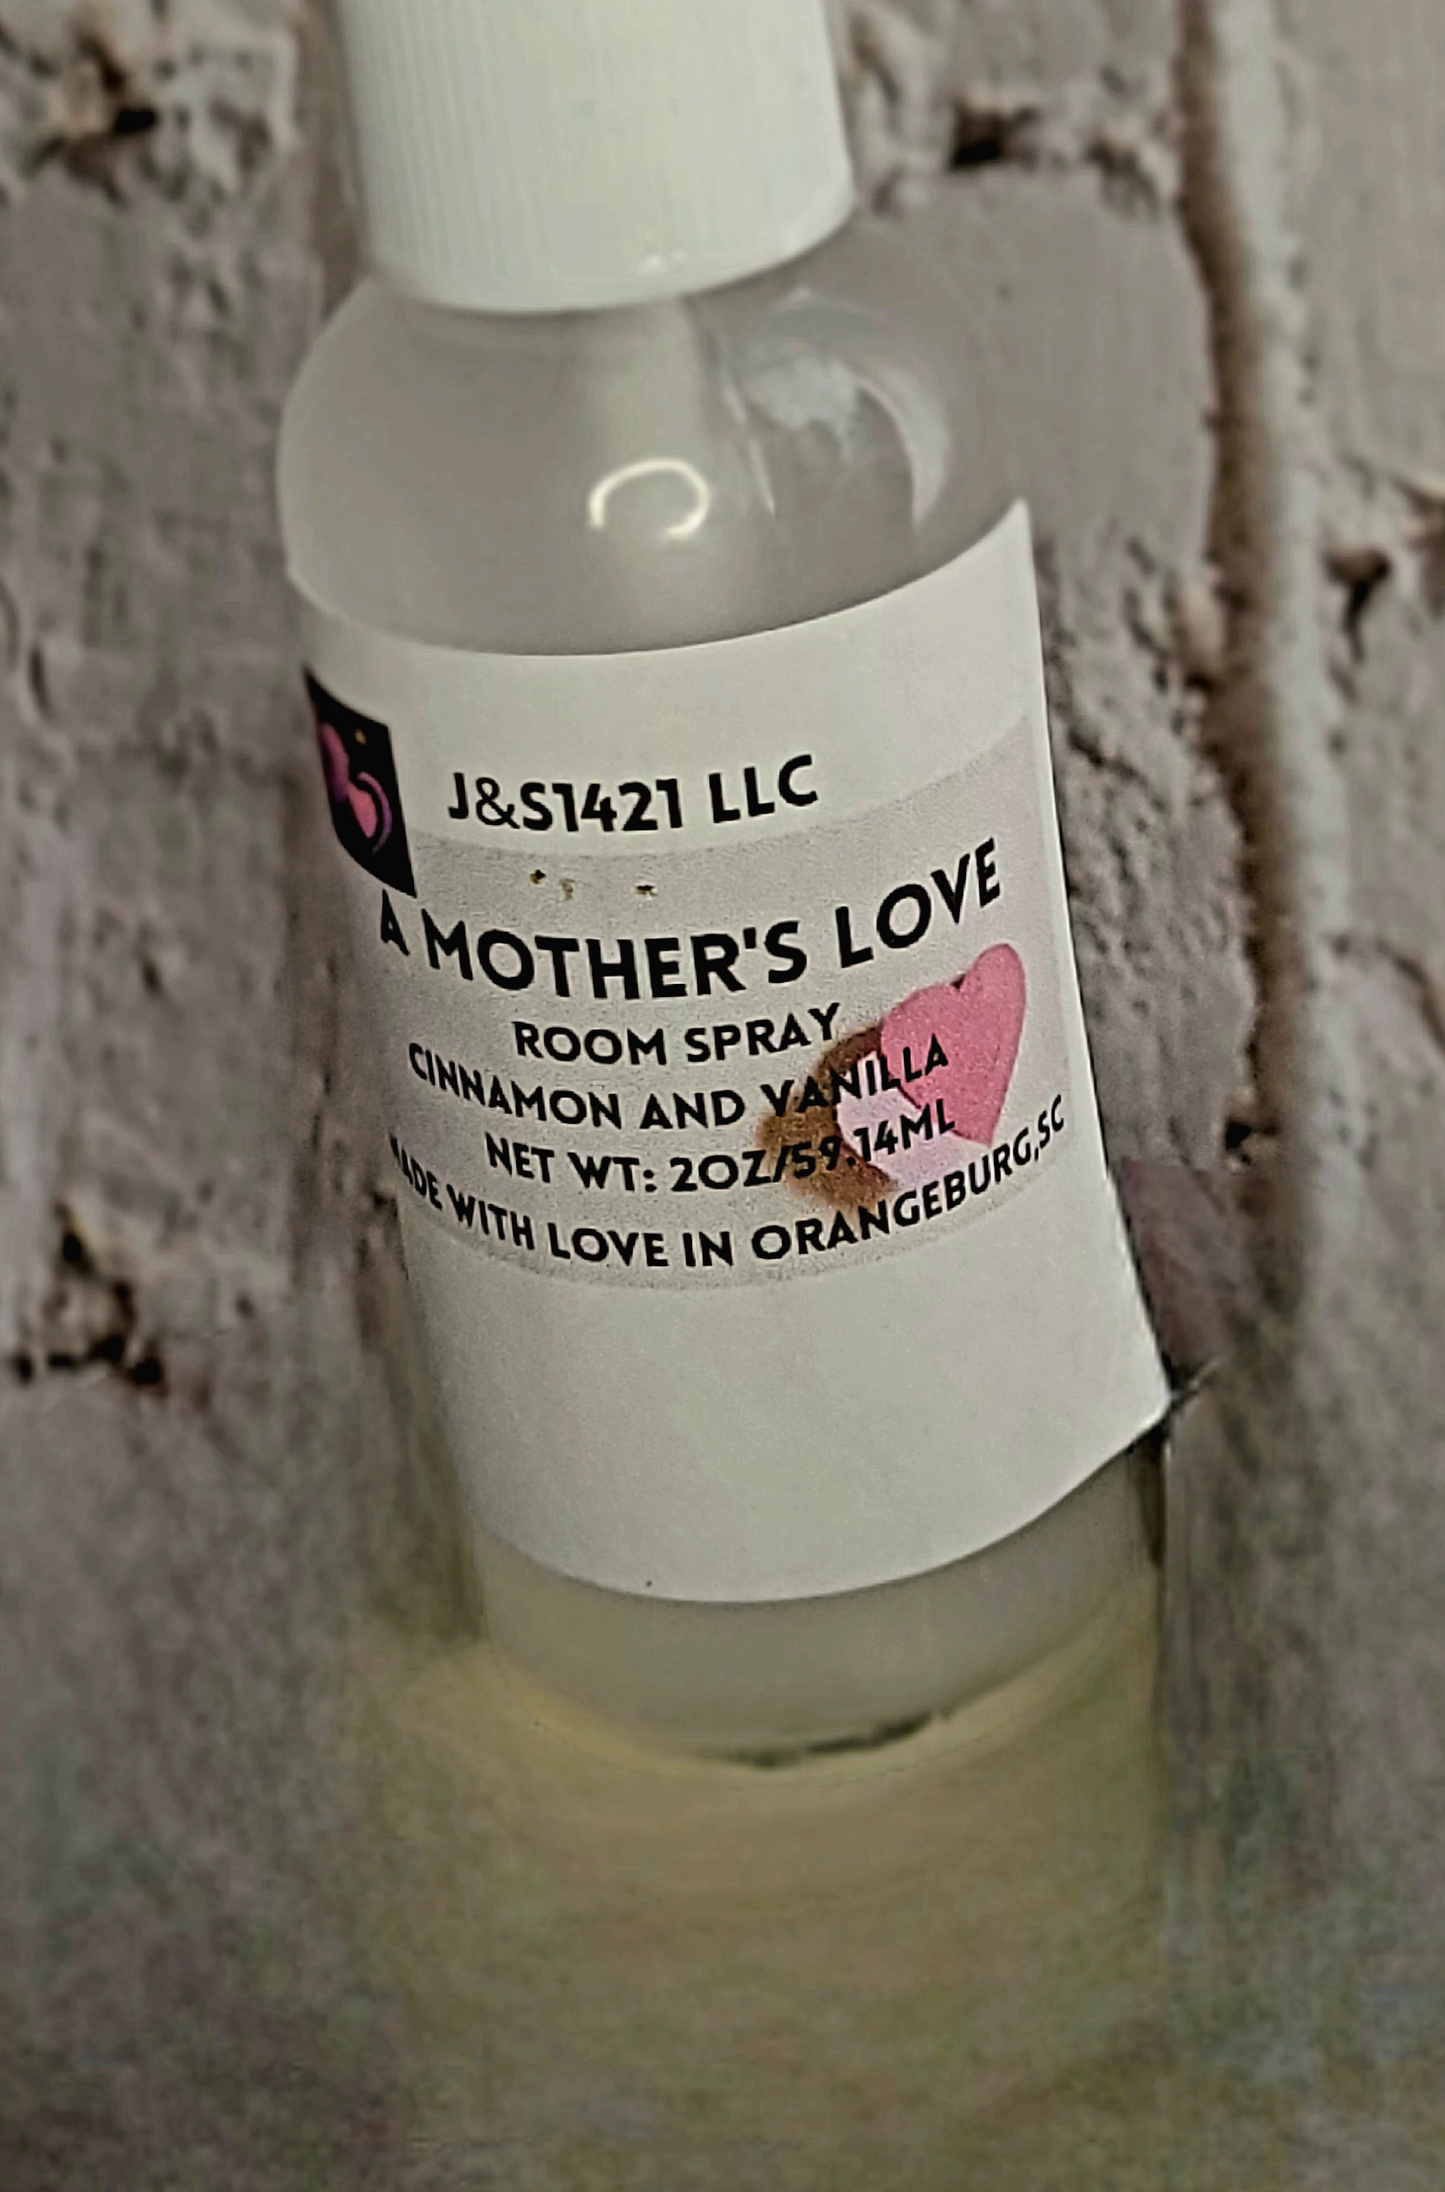 J&S1421 LLC
A MOTHER'S LOVE
ROOM SPRAY
CINNAMON AND VANILLA
NET WT: 2OZ/59.14ML
MADE WITH LOVE IN ORANGEBURG,SC